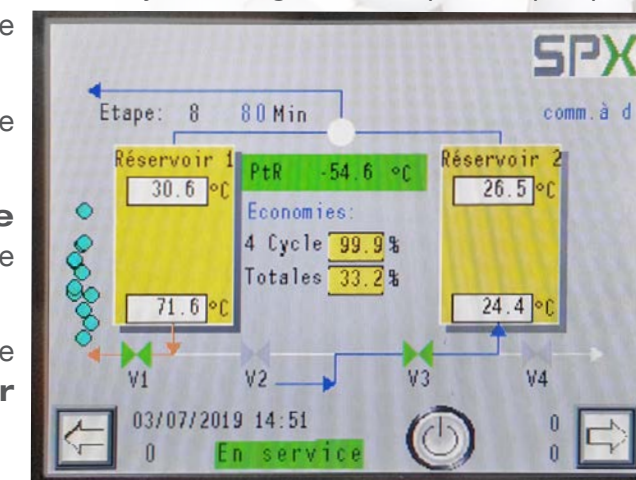 e
SPX
Etape: 8 80 Min
comm.à d
e
Réservoir 1
Réservoir 2
PtR -54.6 °C
30.6 °C
26.5 °C
e
Economies:
4 Cycle 99.9 %
e
Totales 33.2 %
71.6 °C
24.4 °C
e
V1 V2 V3 V4
r
03/07/2019 14:51
0
0 En service
0